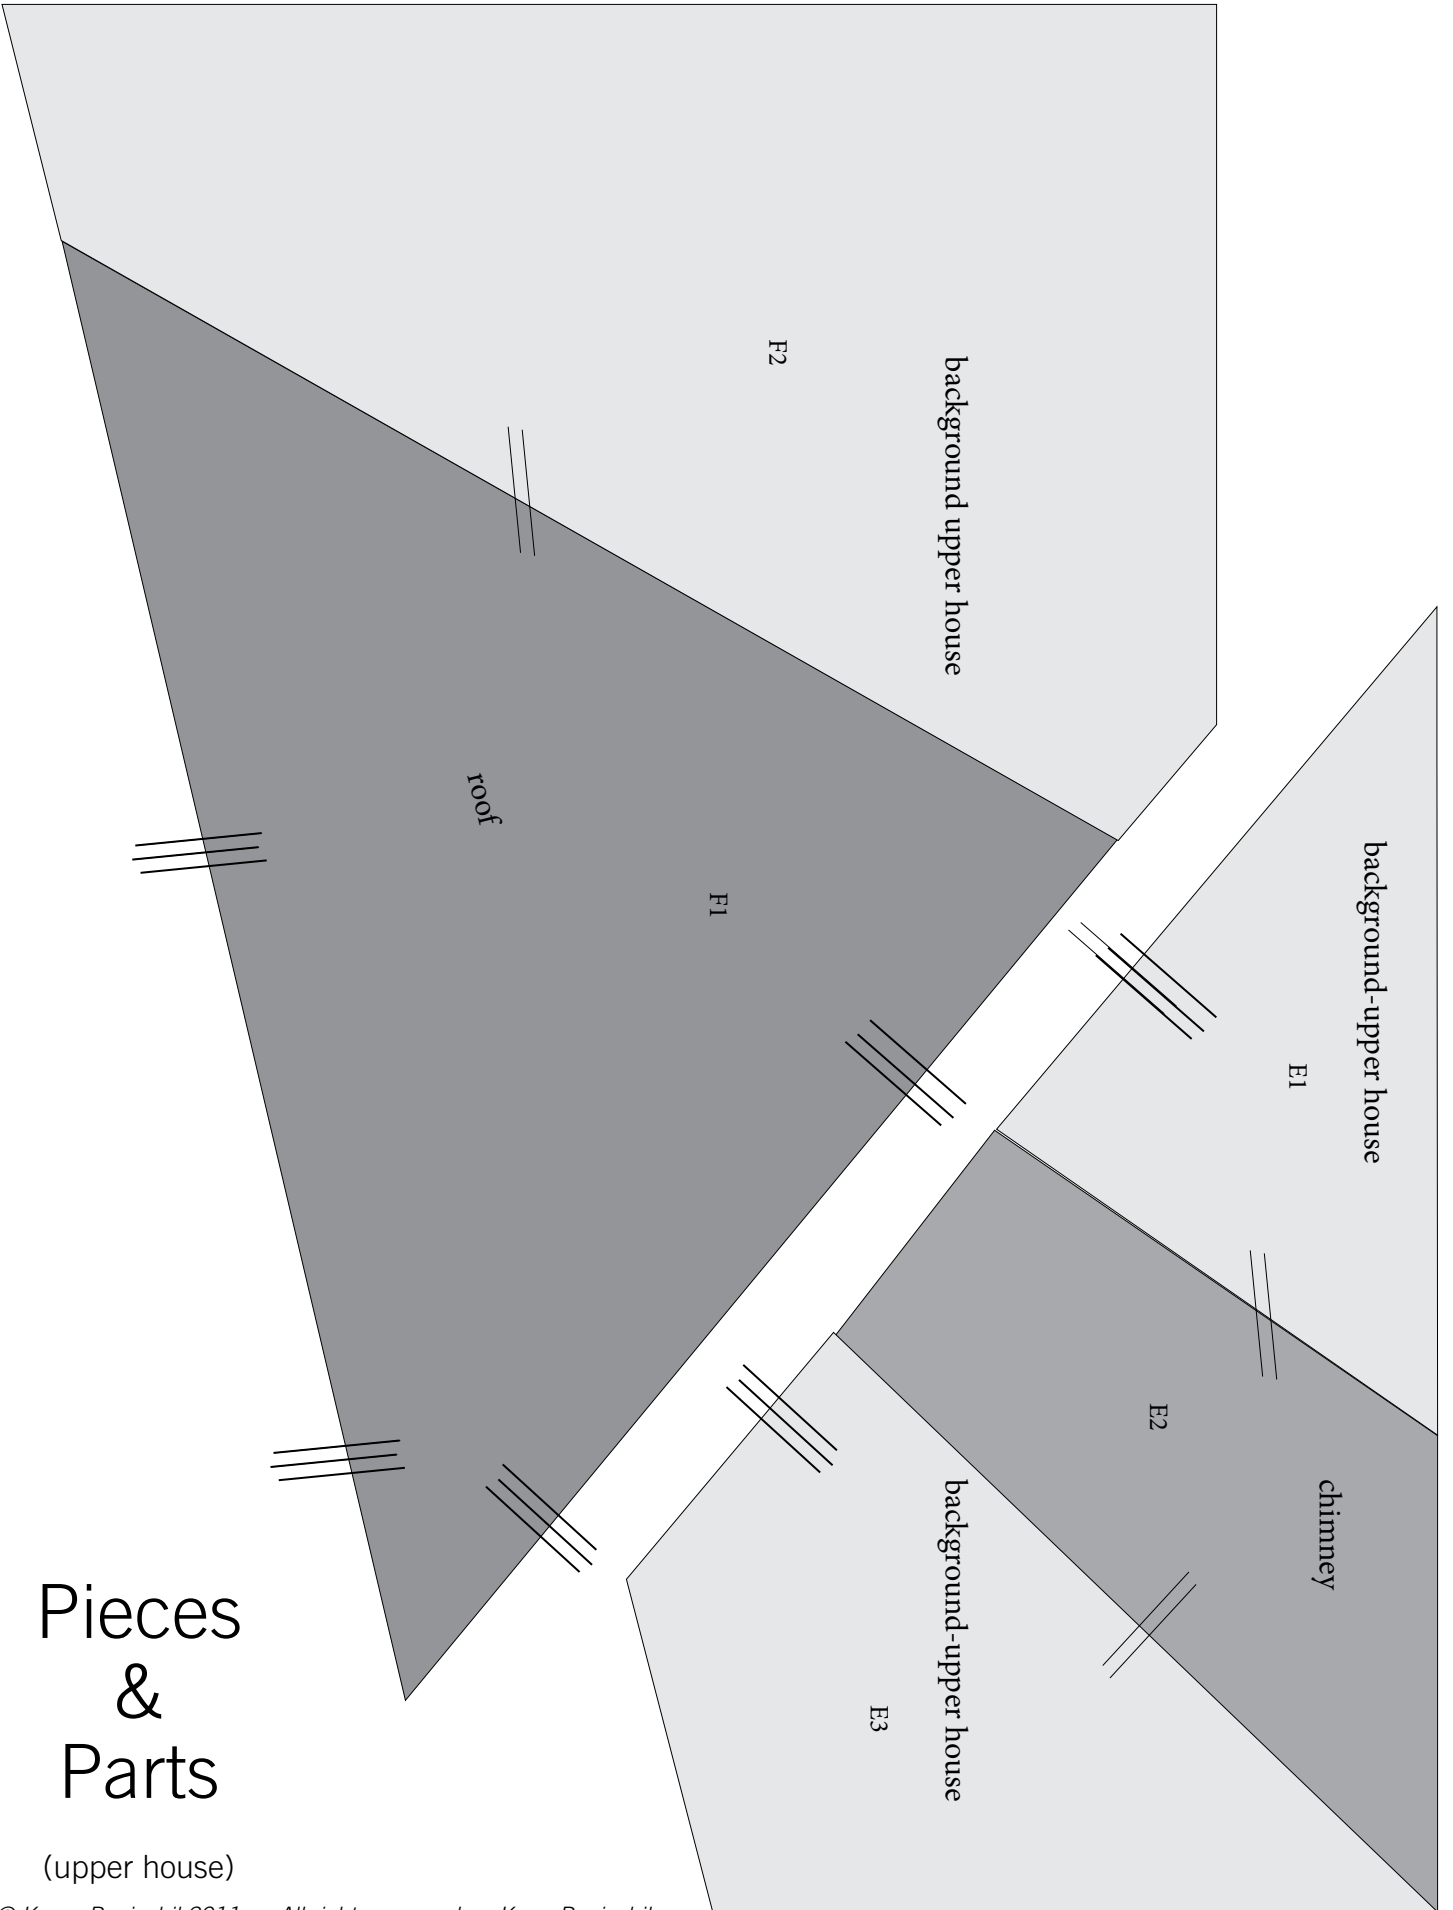 F2
background upper house
roof
F1
background-upper house
E1
E2
chimney
background-upper house
E3
Pieces
&
Parts
(upper house)
2011